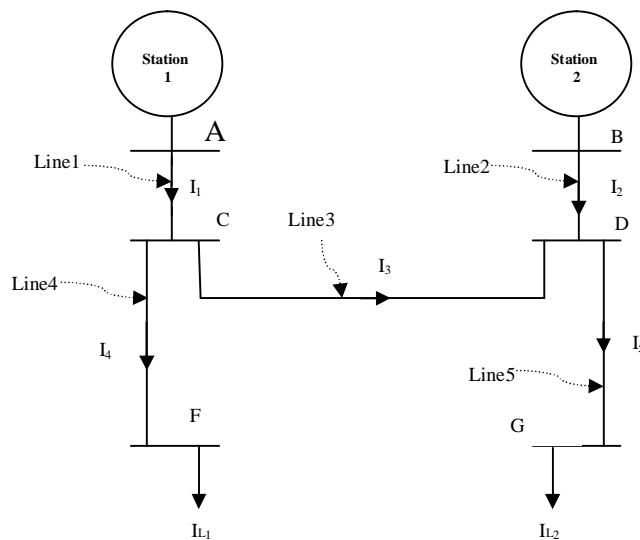 Station
1
Station
2
A
B
Line1
Line2
I1
I2
C
D
Line3
I3
Line4
I4
Line5
F
G
IL1
IL2